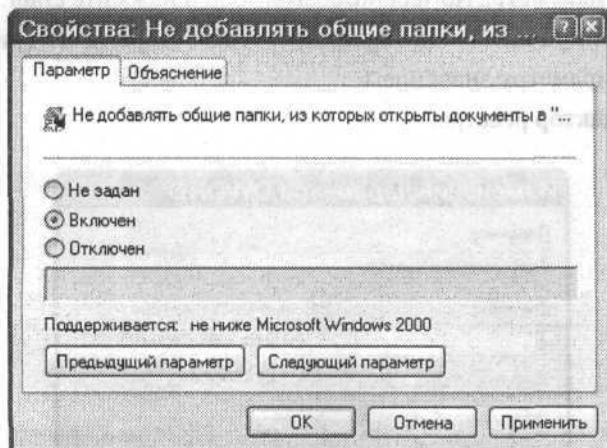 Свойства: Не добавлять общие папки, из ...
Параметр Объяснение
Не добавлять общие папки, из которых открыты документы в "...
Не задан
Включен
Отключен
Поддерживается: не ниже Microsoft Windows 2000
Предыдущий параметр Следующий параметр
OK Отмена Применить